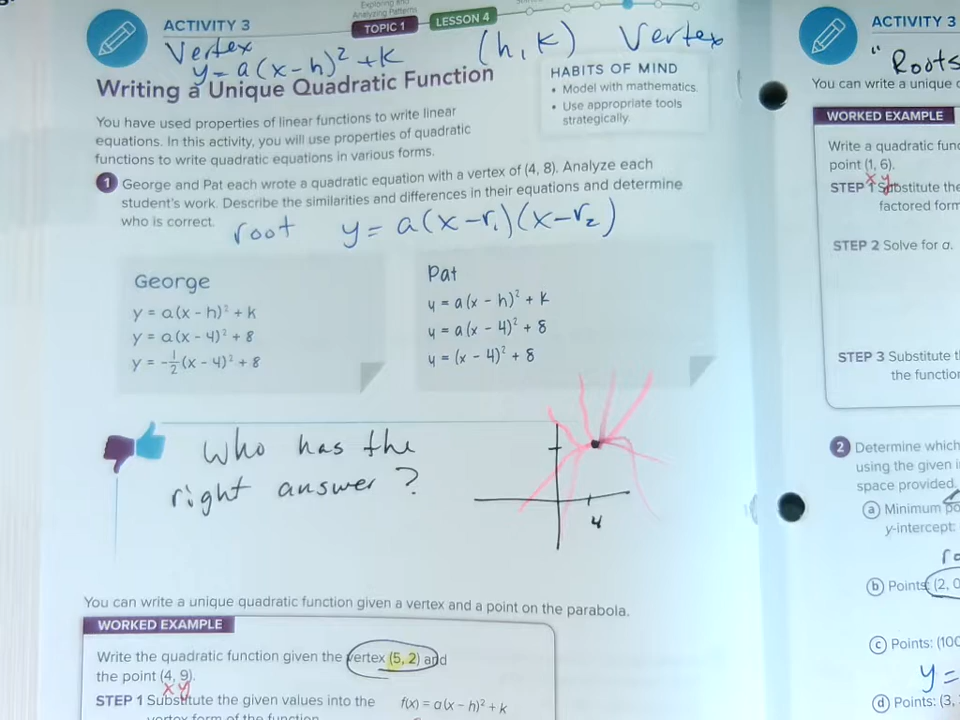 Exploring and
Analyzing Patterns
ACTIVITY 3
TOPIC 1
LESSON 4
Vertex
y = a(x-h)² + k
(h, k) Vertex
Writing a Unique Quadratic Function
HABITS OF MIND
• Model with mathematics.
• Use appropriate tools
strategically.
You have used properties of linear functions to write linear
equations. In this activity, you will use properties of quadratic
functions to write quadratic equations in various forms.
1 George and Pat each wrote a quadratic equation with a vertex of (4, 8). Analyze each
student's work. Describe the similarities and differences in their equations and determine
who is correct.
root y = a(x-r₁)(x-r₂)
George
y = a(x - h)² + k
y = a(x - 4)² + 8
y = -1/2(x - 4)² + 8
Pat
y = a(x - h)² + k
y = a(x - 4)² + 8
y = (x - 4)² + 8
Who has the
right answer?
4
You can write a unique quadratic function given a vertex and a point on the parabola.
WORKED EXAMPLE
Write the quadratic function given the vertex (5, 2) and
the point (4, 9).
x y
STEP 1 Substitute the given values into the
vertex form of the function.
f(x) = a(x - h)² + k
ACTIVITY 3
"Roots
You can write a unique
WORKED EXAMPLE
Write a quadratic func
point (1, 6).
x y
STEP 1 Substitute the
factored form
STEP 2 Solve for a.
STEP 3 Substitute t
the function
2 Determine which
using the given i
space provided.
a Minimum po
y-intercept:
ro
b Points: (2, 0
c Points: (100
y =
d Points: (3,